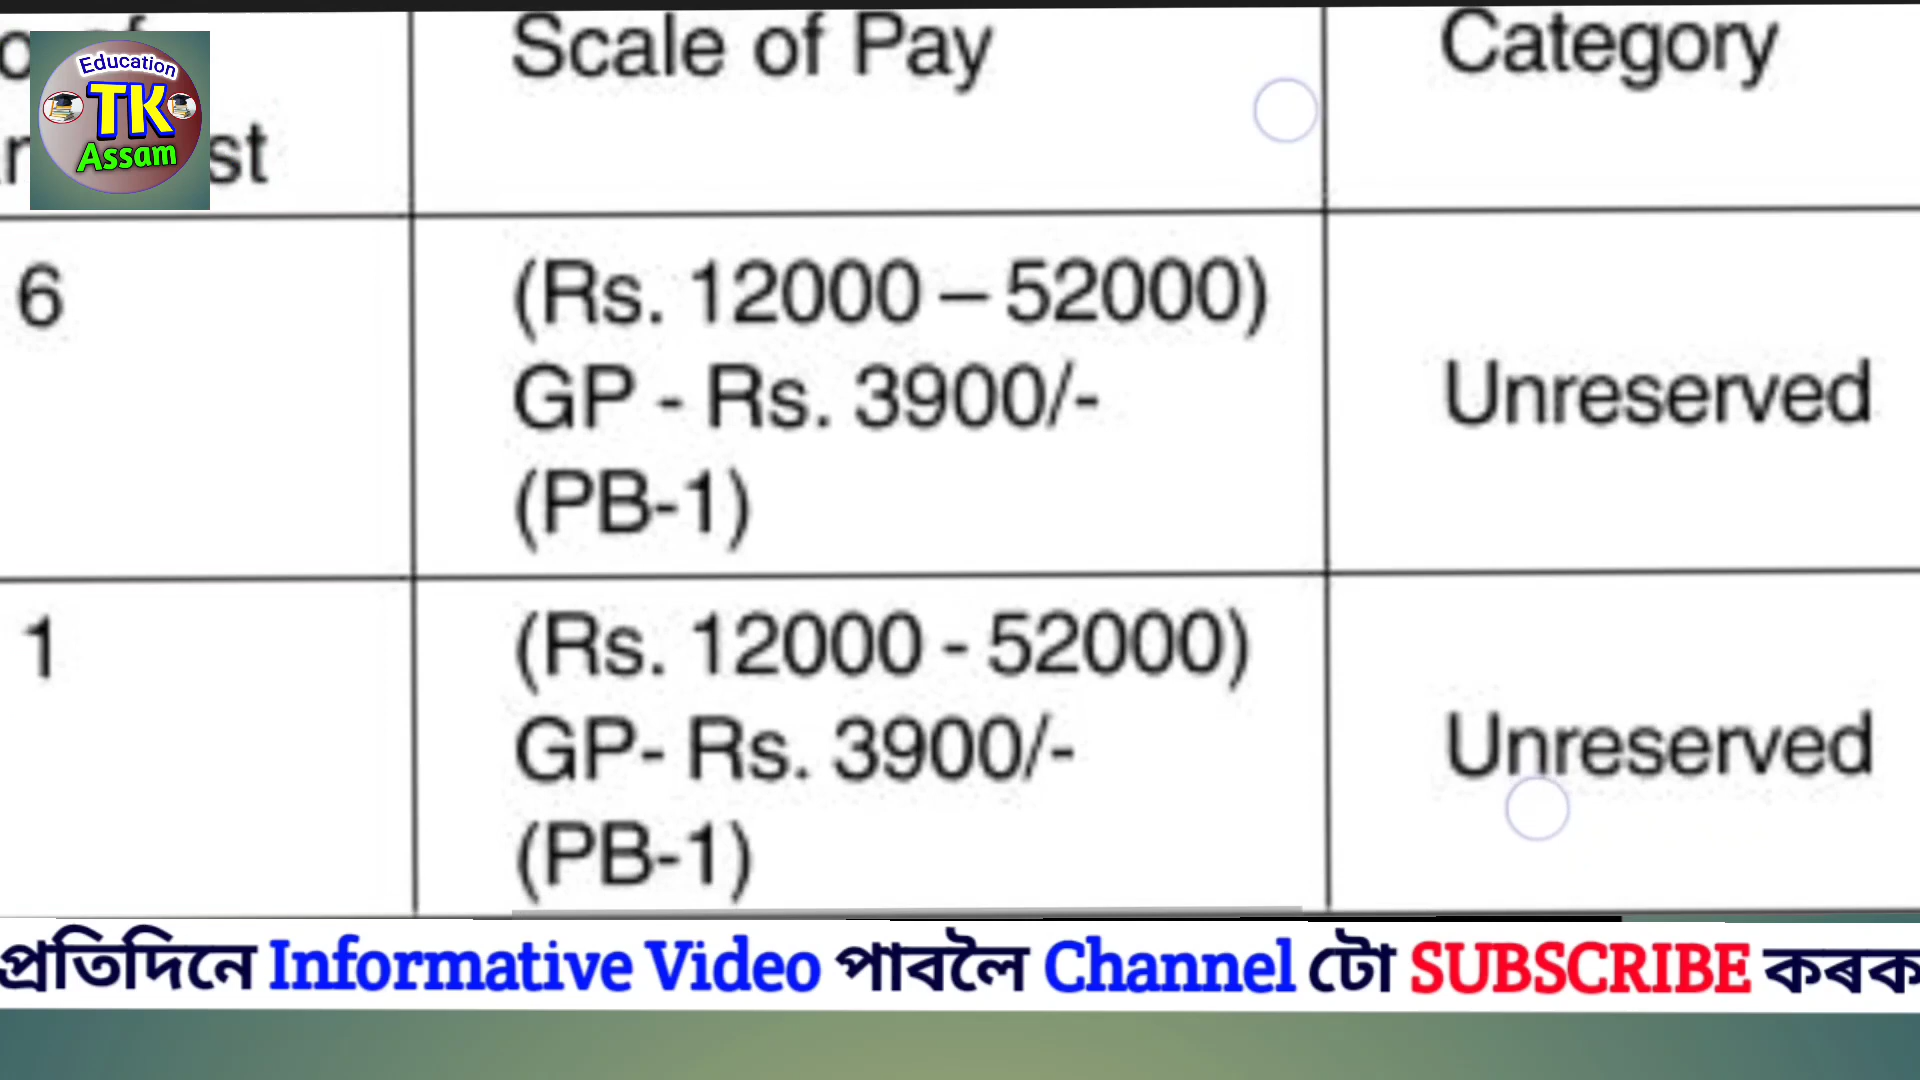 Scale of Pay
Category
st
Education
TK
Assam
6
(Rs. 12000 – 52000)
GP - Rs. 3900/-
(PB-1)
Unreserved
1
(Rs. 12000 - 52000)
GP- Rs. 3900/-
(PB-1)
Unreserved
প্ৰতিদিনে Informative Video পাবলৈ Channel টো SUBSCRIBE কৰক